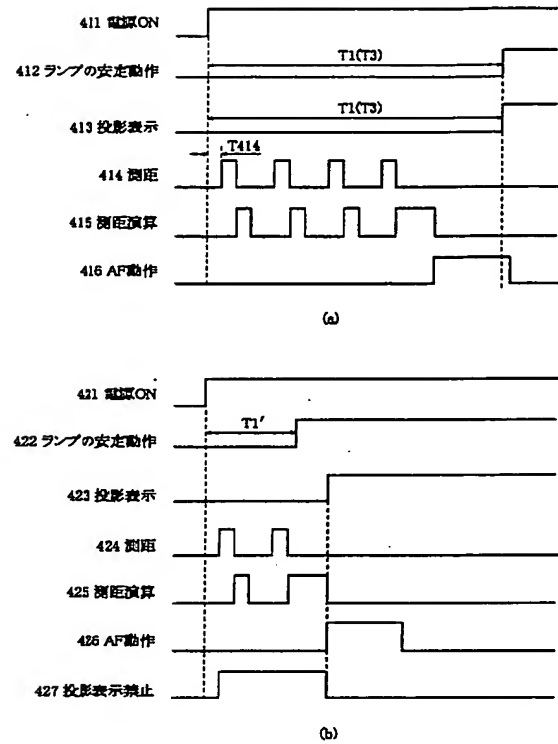 411 電源ON
T1(T3)
412 ランプの安定動作
T1(T3)
413 投影表示
T414
414 測距
415 測距演算
416 AF動作
(a)
421 電源ON
T1'
422 ランプの安定動作
423 投影表示
424 測距
425 測距演算
426 AF動作
427 投影表示禁止
(b)